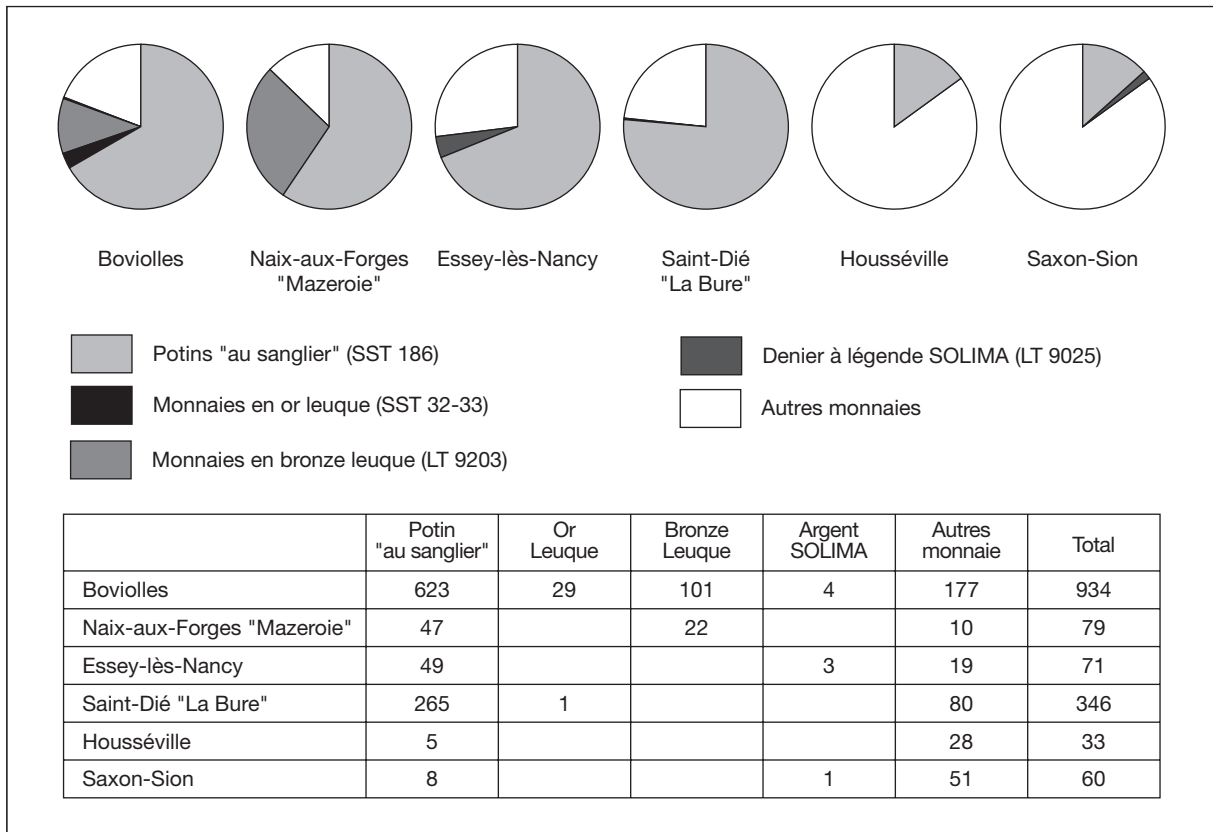 Boviolles
Naix-aux-Forges
"Mazeroie"
Essey-lès-Nancy
Saint-Dié
"La Bure"
Housséville
Saxon-Sion
Potins "au sanglier" (SST 186)
Monnaies en or leuque (SST 32-33)
Monnaies en bronze leuque (LT 9203)
Denier à légende SOLIMA (LT 9025)
Autres monnaies
Potin "au sanglier" Or Leuque Bronze Leuque Argent SOLIMA Autres monnaie Total
Boviolles 623 29 101 4 177 934
Naix-aux-Forges "Mazeroie" 47 22 10 79
Essey-lès-Nancy 49 3 19 71
Saint-Dié "La Bure" 265 1 80 346
Housséville 5 28 33
Saxon-Sion 8 1 51 60